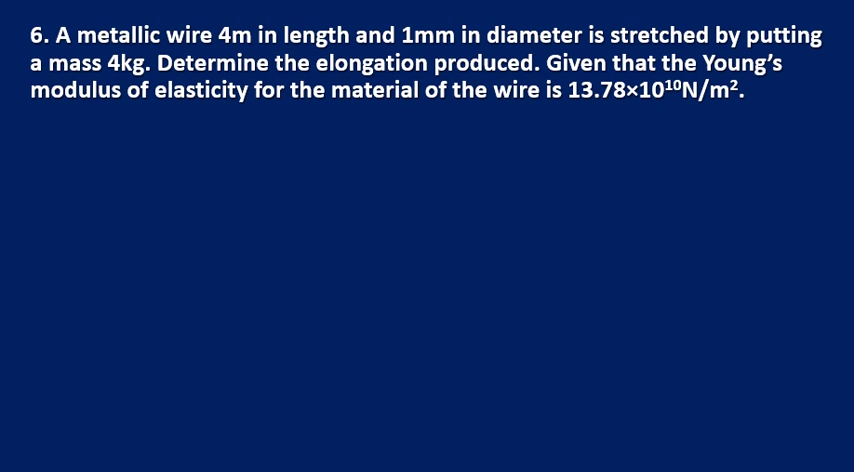 6. A metallic wire 4m in length and 1mm in diameter is stretched by putting
a mass 4kg. Determine the elongation produced. Given that the Young’s
modulus of elasticity for the material of the wire is 13.78×10¹⁰N/m².